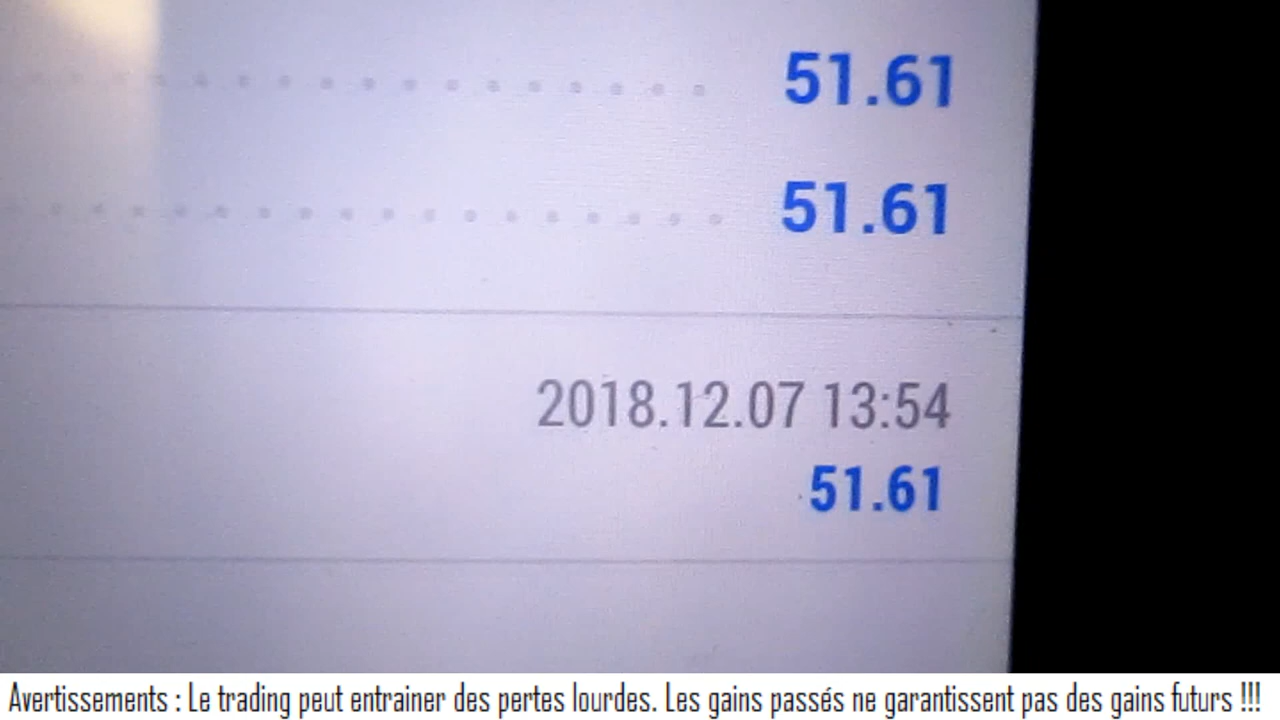 51.61
51.61
2018.12.07 13:54
51.61
Avertissements : Le trading peut entrainer des pertes lourdes. Les gains passés ne garantissent pas des gains futurs !!!